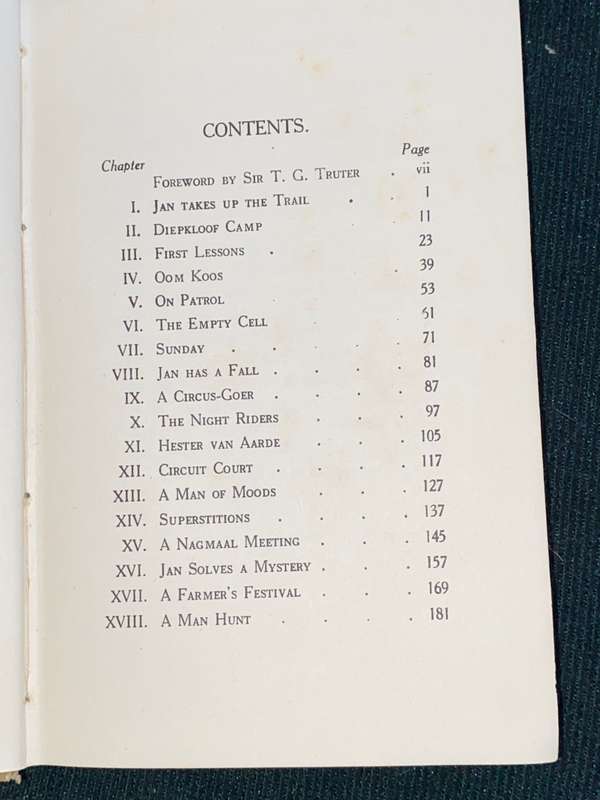 CONTENTS.
Chapter Page
FOREWORD BY SIR T. G. TRUTER . vii
I. JAN TAKES UP THE TRAIL . . 1
II. DIEPKLOOF CAMP . 11
III. FIRST LESSONS . 23
IV. OOM KOOS . 39
V. ON PATROL . 53
VI. THE EMPTY CELL . 61
VII. SUNDAY . . . . 71
VIII. JAN HAS A FALL . . . . 81
IX. A CIRCUS-GOER . . . . 87
X. THE NIGHT RIDERS . . . 97
XI. HESTER VAN AARDE . . . 105
XII. CIRCUIT COURT . . . . 117
XIII. A MAN OF MOODS . . . 127
XIV. SUPERSTITIONS . . . . 137
XV. A NAGMAAL MEETING . . . 145
XVI. JAN SOLVES A MYSTERY . . . 157
XVII. A FARMER'S FESTIVAL . . . 169
XVIII. A MAN HUNT . . . . 181